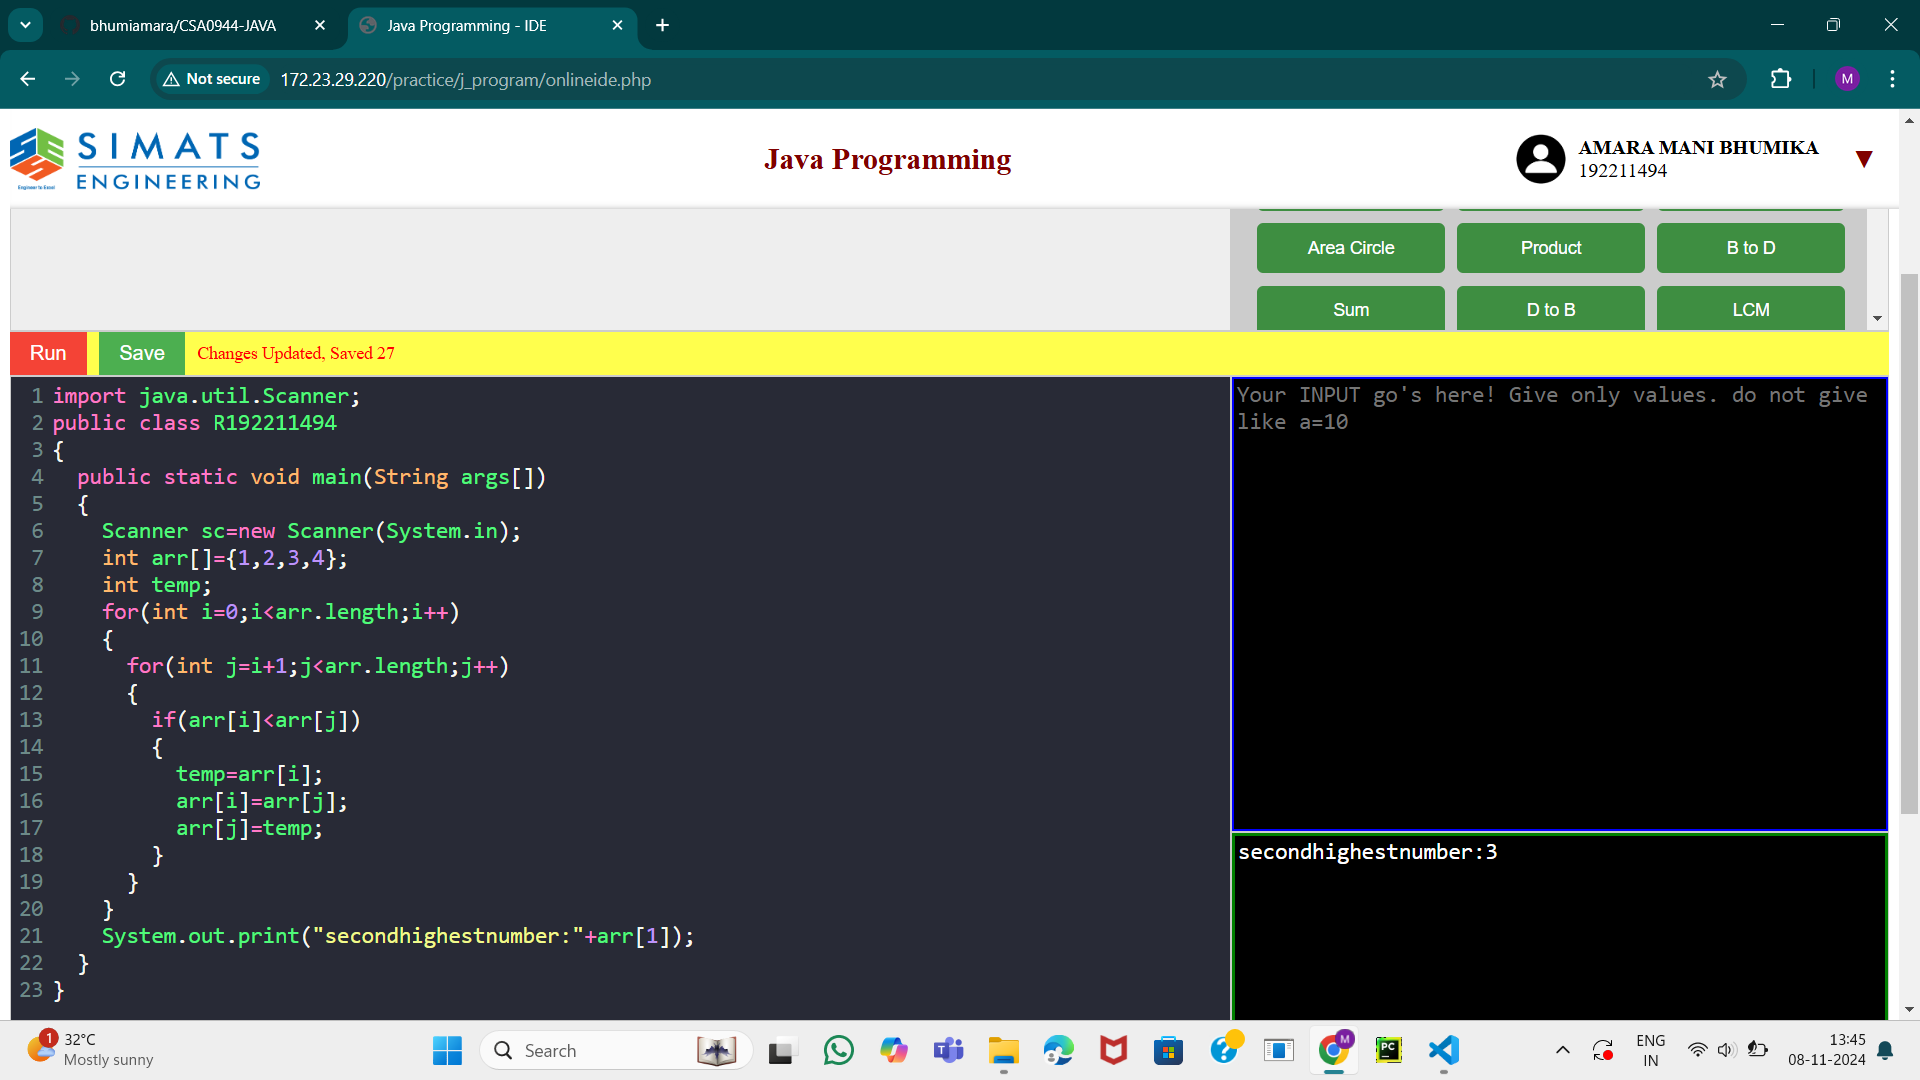 bhumiamara/CSA0944-JAVA
Java Programming - IDE
Not secure
172.23.29.220/practice/j_program/onlineide.php
M
SIMATS
ENGINEERING
Engineer to Excel
Java Programming
AMARA MANI BHUMIKA
192211494
Area Circle
Product
B to D
Sum
D to B
LCM
Run
Save
Changes Updated, Saved 27
1 import java.util.Scanner;
2 public class R192211494
3 {
4 public static void main(String args[])
5 {
6 Scanner sc=new Scanner(System.in);
7 int arr[]={1,2,3,4};
8 int temp;
9 for(int i=0;i<arr.length;i++)
10 {
11 for(int j=i+1;j<arr.length;j++)
12 {
13 if(arr[i]<arr[j])
14 {
15 temp=arr[i];
16 arr[i]=arr[j];
17 arr[j]=temp;
18 }
19 }
20 }
21 System.out.print("secondhighestnumber:"+arr[1]);
22 }
23 }
Your INPUT go's here! Give only values. do not give
like a=10
secondhighestnumber:3
1
32°C
Mostly sunny
Search
M
PC
ENG
IN
13:45
08-11-2024